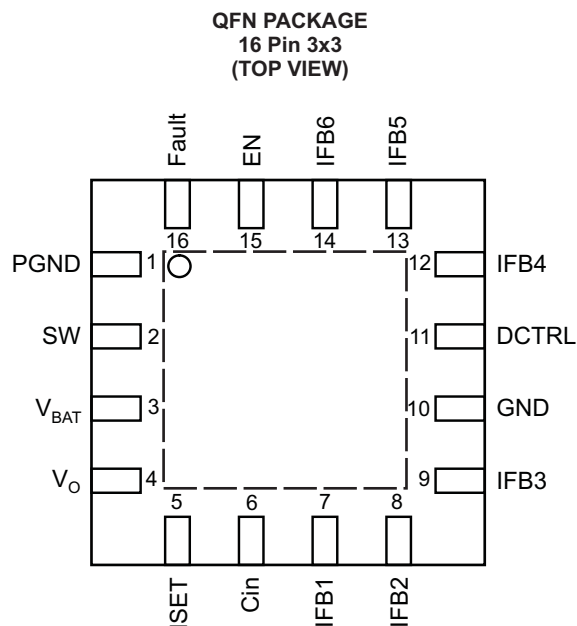 QFN PACKAGE
16 Pin 3x3
(TOP VIEW)
Fault
EN
IFB6
IFB5
16
15
14
13
PGND 1
12 IFB4
SW 2
11 DCTRL
VBAT 3
10 GND
VO 4
9 IFB3
5
6
7
8
ISET
Cin
IFB1
IFB2